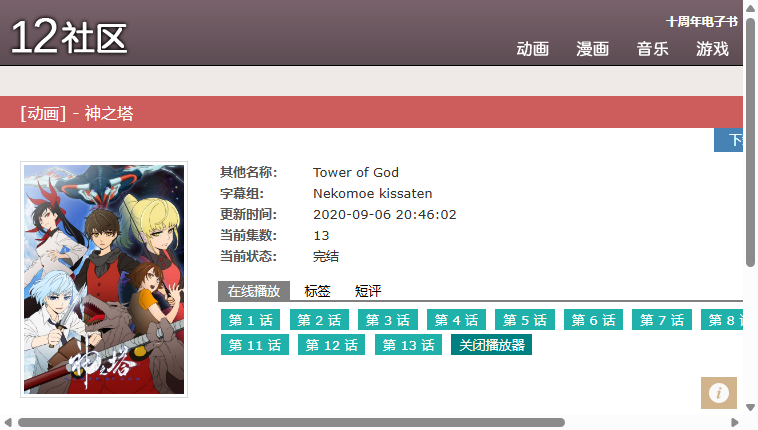 12社区
十周年电子书
动画 漫画 音乐 游戏
[动画] - 神之塔
其他名称: Tower of God
字幕组: Nekomoe kissaten
更新时间: 2020-09-06 20:46:02
当前集数: 13
当前状态: 完结
在线播放 标签 短评
第 1 话 第 2 话 第 3 话 第 4 话 第 5 话 第 6 话 第 7 话 第 8
第 11 话 第 12 话 第 13 话 关闭播放器
神之塔
i